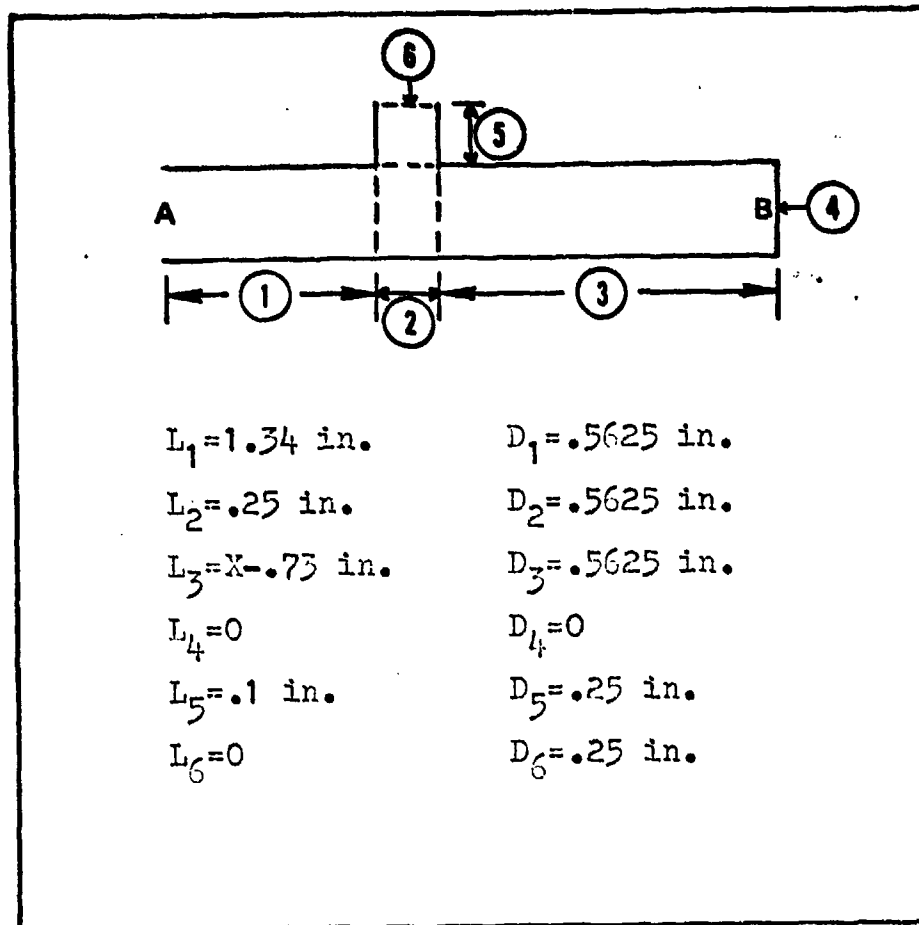 6
5
A
B
4
1
2
3
L₁=1.34 in. D₁=.5625 in.
L₂=.25 in. D₂=.5625 in.
L₃=X-.73 in. D₃=.5625 in.
L₄=0 D₄=0
L₅=.1 in. D₅=.25 in.
L₆=0 D₆=.25 in.